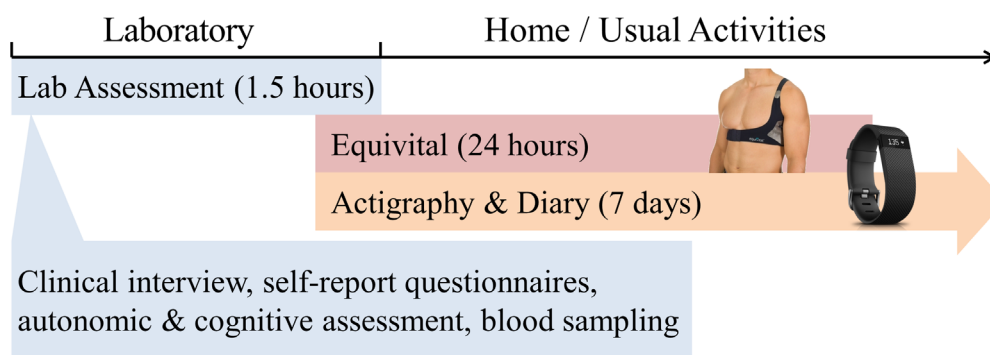 Laboratory
Home / Usual Activities
Lab Assessment (1.5 hours)
Equivital (24 hours)
Actigraphy & Diary (7 days)
135
Clinical interview, self-report questionnaires,
autonomic & cognitive assessment, blood sampling